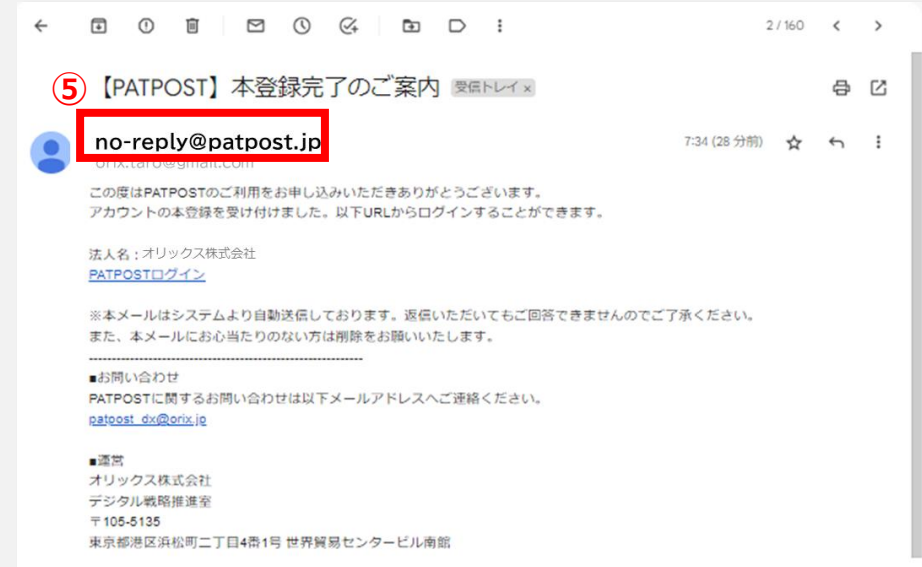 2 / 160
⑤ 【PATPOST】本登録完了のご案内 受信トレイ ×
no-reply@patpost.jp
7:34 (28 分前)
orix.taro@gmail.com
この度はPATPOSTのご利用をお申し込みいただきありがとうございます。
アカウントの本登録を受け付けました。以下URLからログインすることができます。
法人名:オリックス株式会社
PATPOSTログイン
※本メールはシステムより自動送信しております。返信いただいてもご回答できませんのでご了承ください。
また、本メールにお心当たりのない方は削除をお願いいたします。
------------------------------------------------------------
■お問い合わせ
PATPOSTに関するお問い合わせは以下メールアドレスへご連絡ください。
patpost_dx@orix.jp
■運営
オリックス株式会社
デジタル戦略推進室
〒105-5135
東京都港区浜松町二丁目4番1号 世界貿易センタービル南館